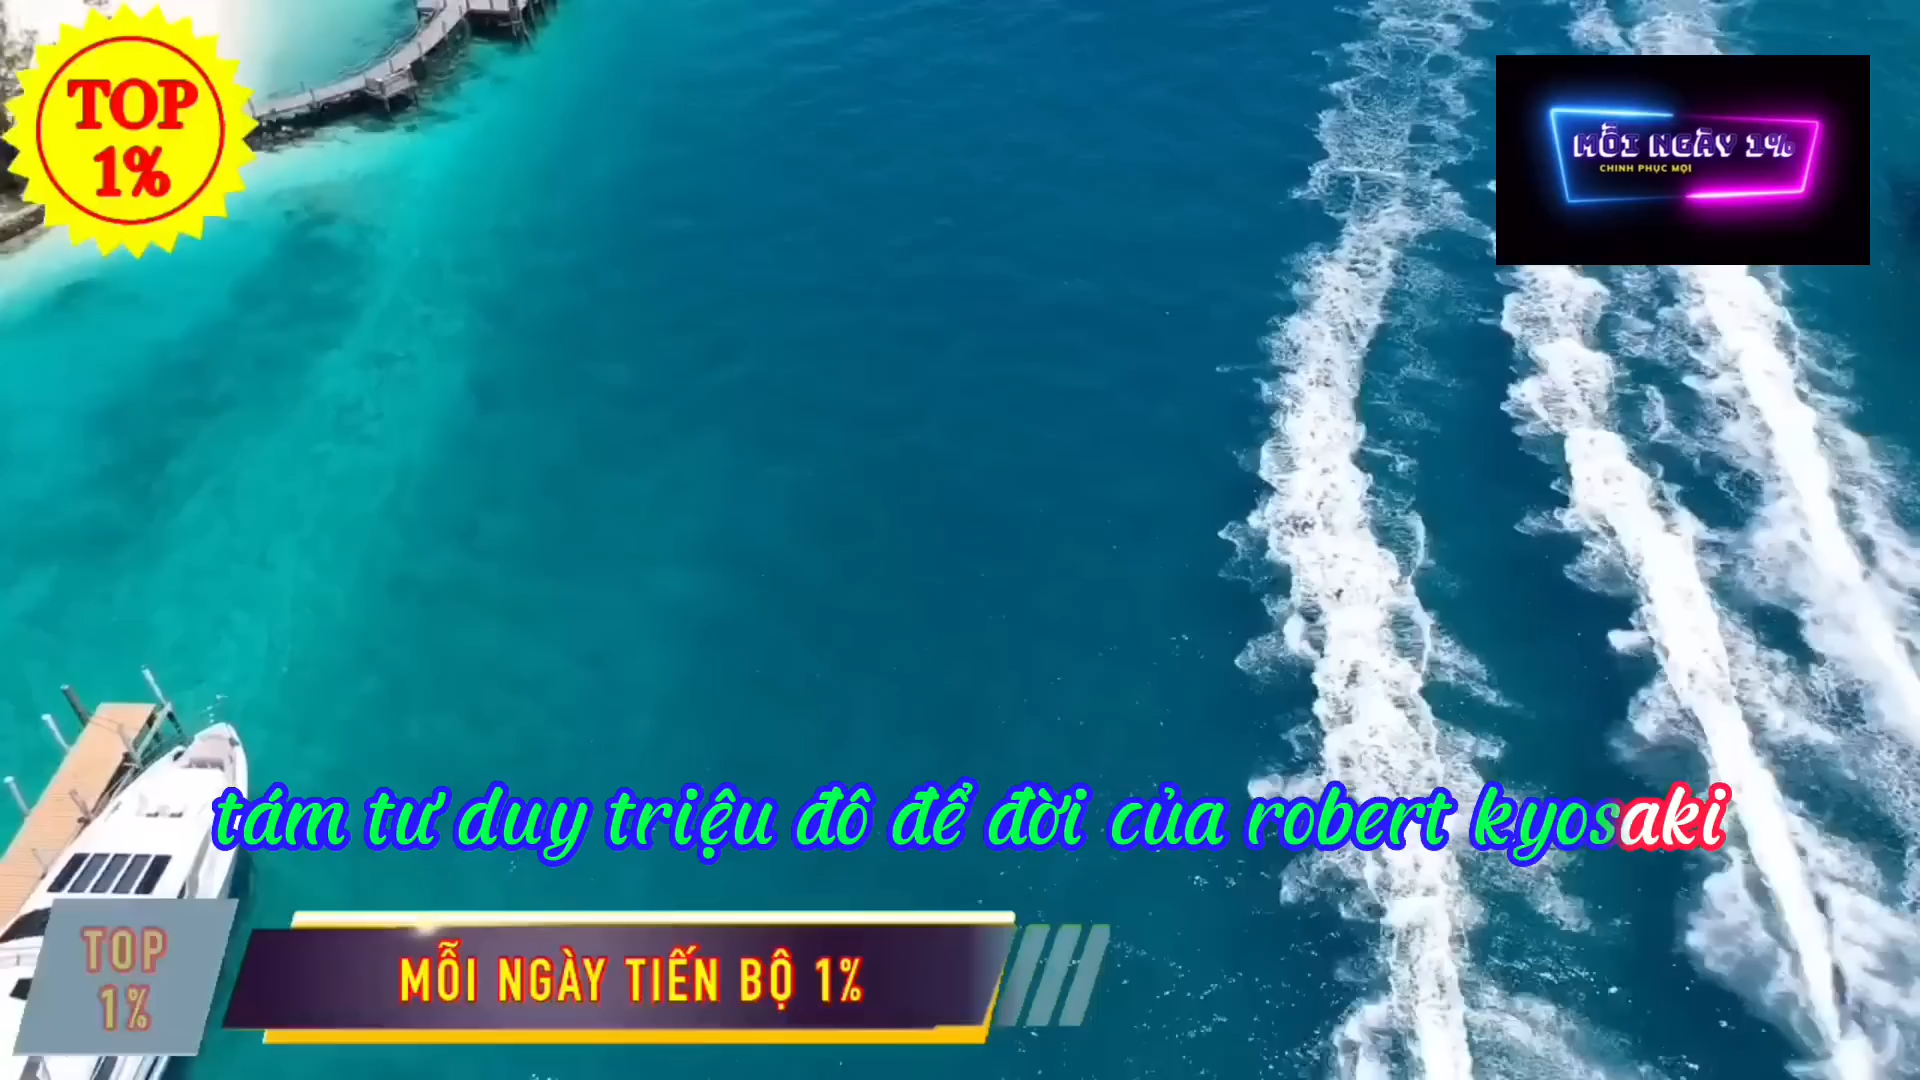 TOP
1%
MỖI NGÀY 1%
CHINH PHỤC MỌI
tám tư duy triệu đô để đời của robert kyosaki
TOP
1%
MỖI NGÀY TIẾN BỘ 1%